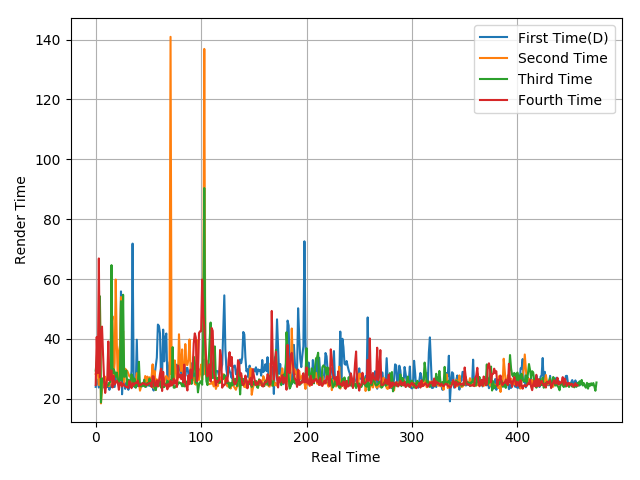 First Time(D)
Second Time
Third Time
Fourth Time
Render Time
140
120
100
80
60
40
20
0 100 200 300 400
Real Time